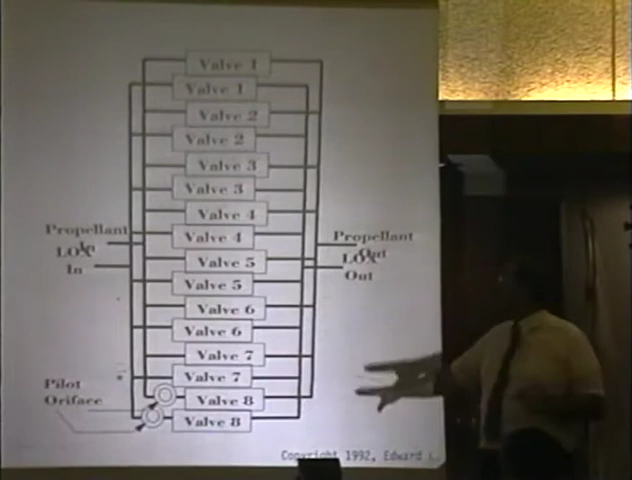 Valve 1
Valve 1
Valve 2
Valve 2
Valve 3
Valve 3
Valve 4
Valve 4
Valve 5
Valve 5
Valve 6
Valve 6
Valve 7
Valve 7
Valve 8
Valve 8
Propellant
In
LOX
In
Propellant
Out
LOX
Out
Pilot
Oriface
Copyright 1992, Edward